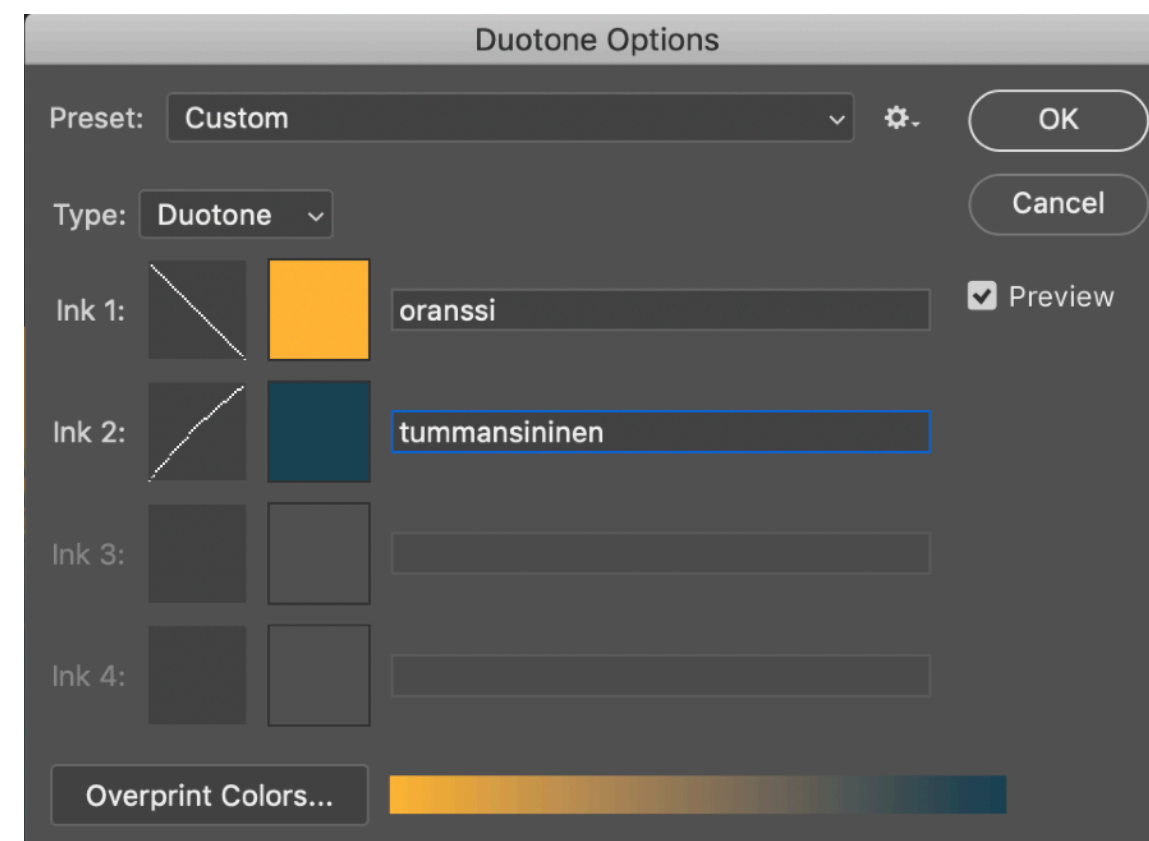 Duotone Options
Preset: Custom
OK
Type: Duotone
Cancel
Ink 1: oranssi
Preview
Ink 2: tummansininen
Ink 3:
Ink 4:
Overprint Colors...